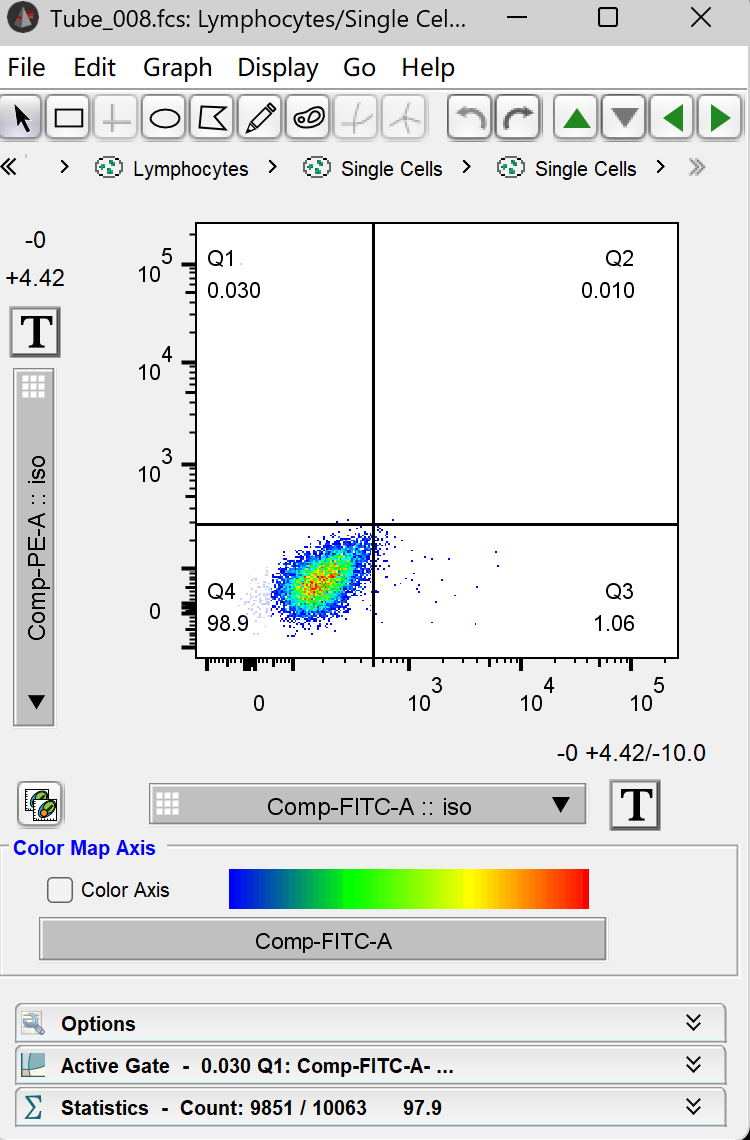 Tube_008.fcs: Lymphocytes/Single Cel...
File Edit Graph Display Go Help
Lymphocytes Single Cells Single Cells
-0
+4.42
T
Comp-PE-A :: iso
10^5
10^4
10^3
0
Q1
0.030
Q2
0.010
Q4
98.9
Q3
1.06
0 10^3 10^4 10^5
-0 +4.42/-10.0
Comp-FITC-A :: iso
T
Color Map Axis
Color Axis
Comp-FITC-A
Options
Active Gate - 0.030 Q1: Comp-FITC-A- ...
Σ Statistics - Count: 9851 / 10063 97.9